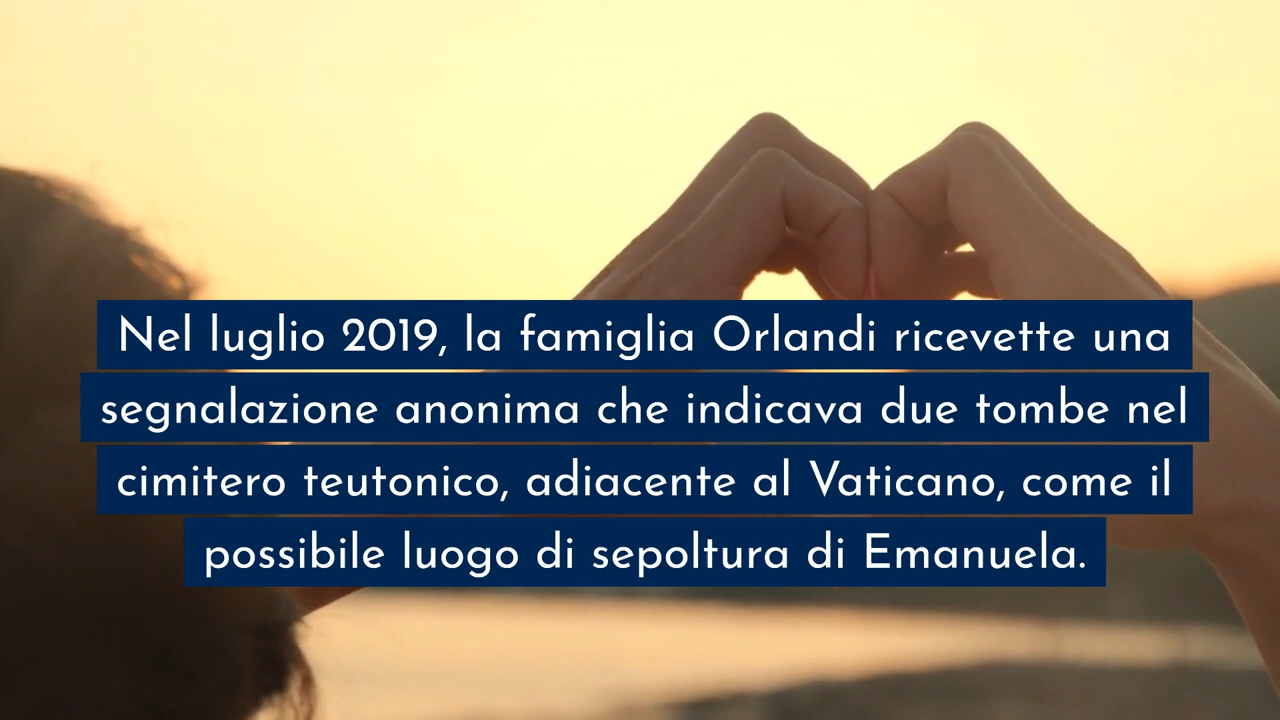 Nel luglio 2019, la famiglia Orlandi ricevette una
segnalazione anonima che indicava due tombe nel
cimitero teutonico, adiacente al Vaticano, come il
possibile luogo di sepoltura di Emanuela.